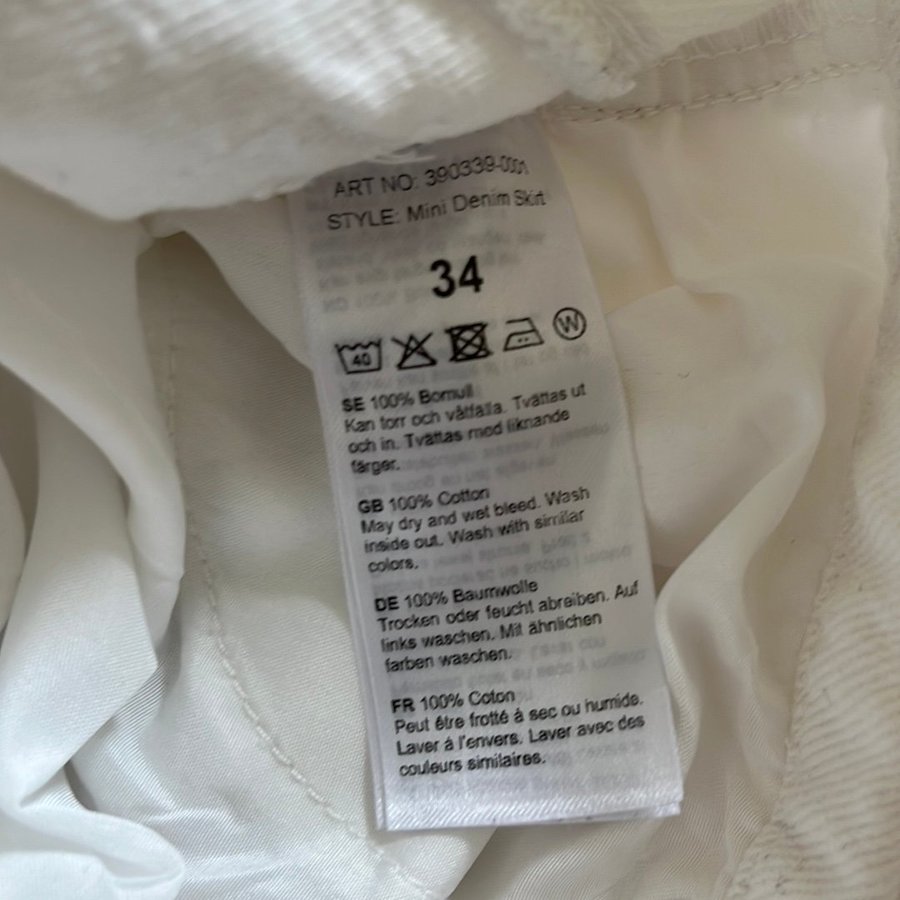 ART NO: 390339-0001
STYLE: Mini Denim Skirt
34
40
W
SE 100% Bomull
Kan torr och våtfälla. Tvättas ut
och in. Tvättas med liknande
färger.
GB 100% Cotton
May dry and wet bleed. Wash
inside out. Wash with similar
colors.
DE 100% Baumwolle
Trocken oder feucht abreiben. Auf
links waschen. Mit ähnlichen
farben waschen.
FR 100% Coton
Peut être frotté à sec ou humide.
Laver à l'envers. Laver avec des
couleurs similaires.